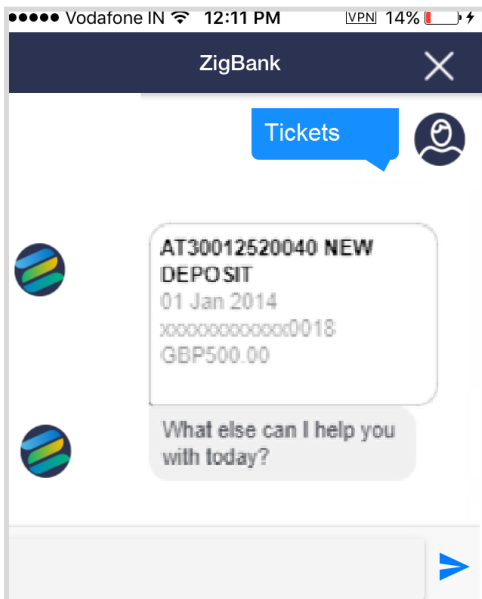 Vodafone IN 12:11 PM VPN 14%
ZigBank
Tickets
AT30012520040 NEW
DEPOSIT
01 Jan 2014
xxxxxxxxxxxx0018
GBP500.00
What else can I help you
with today?